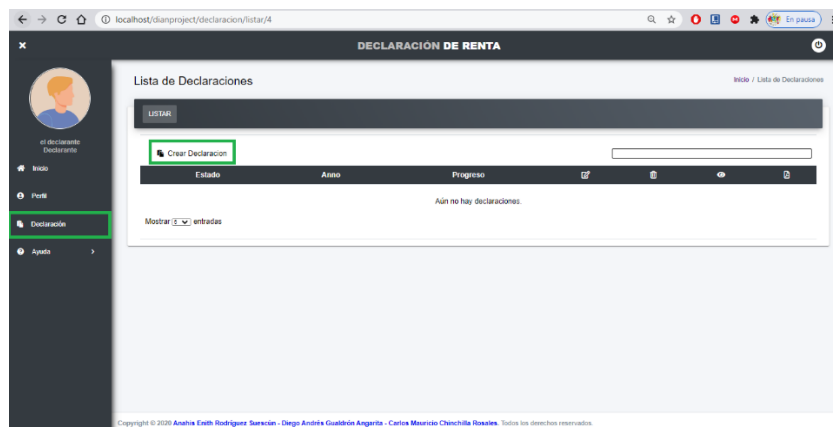 localhost/dianproject/declaracion/listar/4
En pausa
DECLARACIÓN DE RENTA
Lista de Declaraciones
Inicio / Lista de Declaraciones
LISTAR
el declarante
Declarante
Crear Declaracion
Inicio
Estado Anno Progreso
Perfil
Aún no hay declaraciones.
Declaración
Mostrar 6 entradas
Ayuda
Copyright © 2020 Anahis Enith Rodríguez Suescún - Diego Andrés Gualdrón Angarita - Carlos Mauricio Chinchilla Rosales. Todos los derechos reservados.